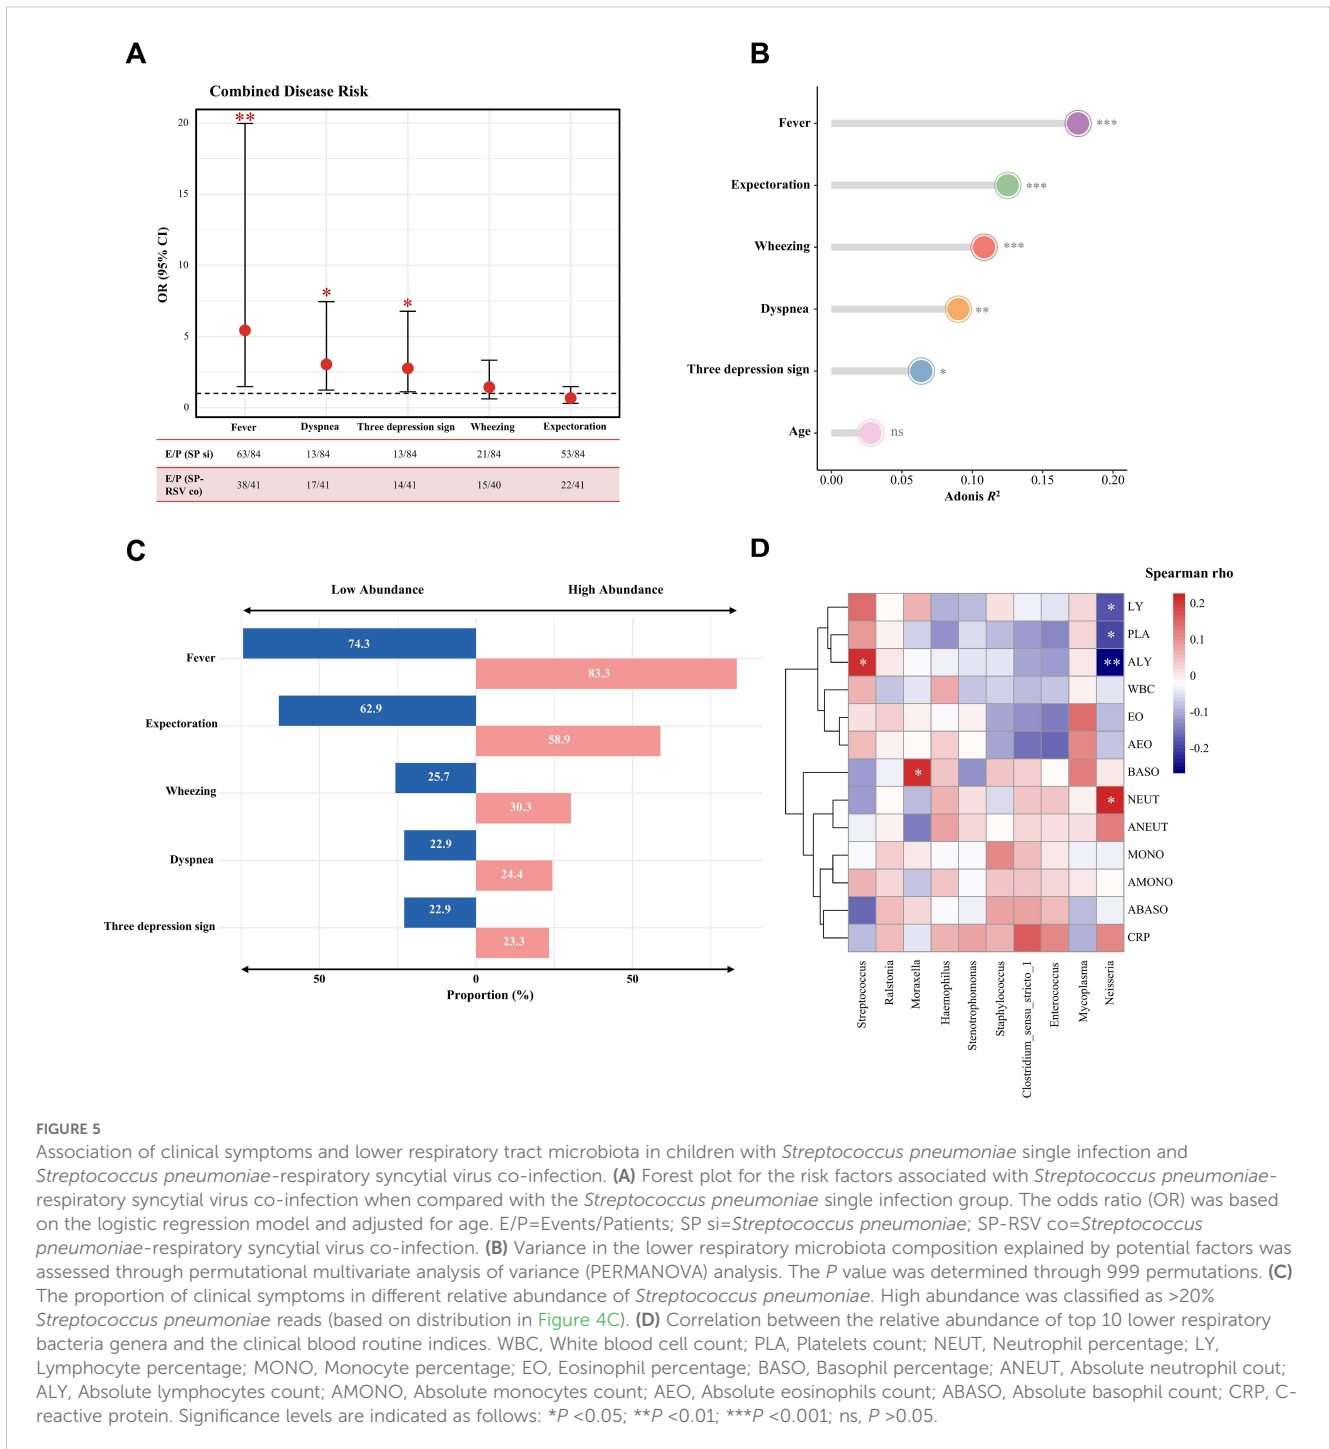 A
Combined Disease Risk
**
*
*
20
15
10
5
0
OR (95% CI)
Fever Dyspnea Three depression sign Wheezing Expectoration
E/P (SP si) 63/84 13/84 13/84 21/84 53/84
E/P (SP-
RSV co) 38/41 17/41 14/41 15/40 22/41
B
Fever ***
Expectoration ***
Wheezing ***
Dyspnea **
Three depression sign *
Age ns
0.00 0.05 0.10 0.15 0.20
Adonis R²
C
Low Abundance High Abundance
Fever 74.3 83.3
Expectoration 62.9 58.9
Wheezing 25.7 30.3
Dyspnea 22.9 24.4
Three depression sign 22.9 23.3
50 0 50
Proportion (%)
D
Spearman rho
0.2
0.1
0
-0.1
-0.2
* LY
* PLA
* ** ALY
WBC
EO
AEO
* BASO
* NEUT
ANEUT
MONO
AMONO
ABASO
CRP
Streptococcus
Ralstonia
Moraxella
Haemophilus
Stenotrophomonas
Staphylococcus
Clostridium_sensu_stricto_1
Enterococcus
Mycoplasma
Neisseria
FIGURE 5
Association of clinical symptoms and lower respiratory tract microbiota in children with Streptococcus pneumoniae single infection and
Streptococcus pneumoniae-respiratory syncytial virus co-infection. (A) Forest plot for the risk factors associated with Streptococcus pneumoniae-
respiratory syncytial virus co-infection when compared with the Streptococcus pneumoniae single infection group. The odds ratio (OR) was based
on the logistic regression model and adjusted for age. E/P=Events/Patients; SP si=Streptococcus pneumoniae; SP-RSV co=Streptococcus
pneumoniae-respiratory syncytial virus co-infection. (B) Variance in the lower respiratory microbiota composition explained by potential factors was
assessed through permutational multivariate analysis of variance (PERMANOVA) analysis. The P value was determined through 999 permutations. (C)
The proportion of clinical symptoms in different relative abundance of Streptococcus pneumoniae. High abundance was classified as >20%
Streptococcus pneumoniae reads (based on distribution in Figure 4C). (D) Correlation between the relative abundance of top 10 lower respiratory
bacteria genera and the clinical blood routine indices. WBC, White blood cell count; PLA, Platelets count; NEUT, Neutrophil percentage; LY,
Lymphocyte percentage; MONO, Monocyte percentage; EO, Eosinophil percentage; BASO, Basophil percentage; ANEUT, Absolute neutrophil cout;
ALY, Absolute lymphocytes count; AMONO, Absolute monocytes count; AEO, Absolute eosinophils count; ABASO, Absolute basophil count; CRP, C-
reactive protein. Significance levels are indicated as follows: *P <0.05; **P <0.01; ***P <0.001; ns, P >0.05.